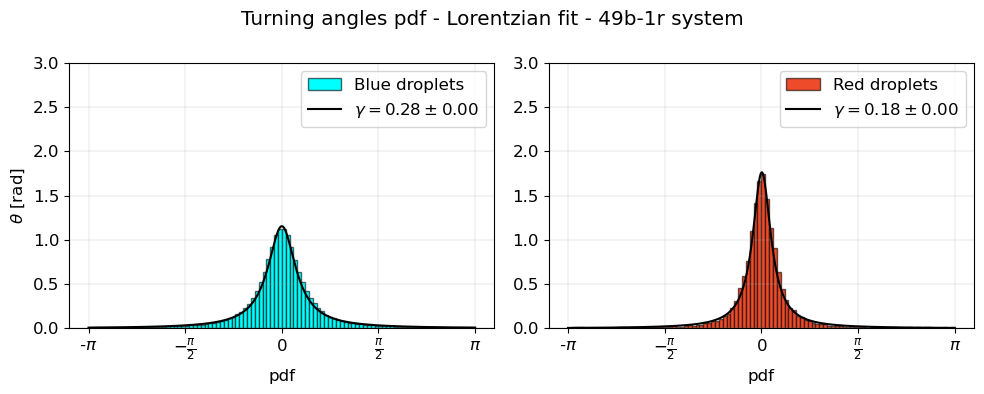 Turning angles pdf - Lorentzian fit - 49b-1r system
3.0
2.5
2.0
1.5
1.0
0.5
0.0
θ [rad]
Blue droplets
γ = 0.28 ± 0.00
-π
−π/2
0
π/2
π
pdf
3.0
2.5
2.0
1.5
1.0
0.5
0.0
Red droplets
γ = 0.18 ± 0.00
-π
−π/2
0
π/2
π
pdf